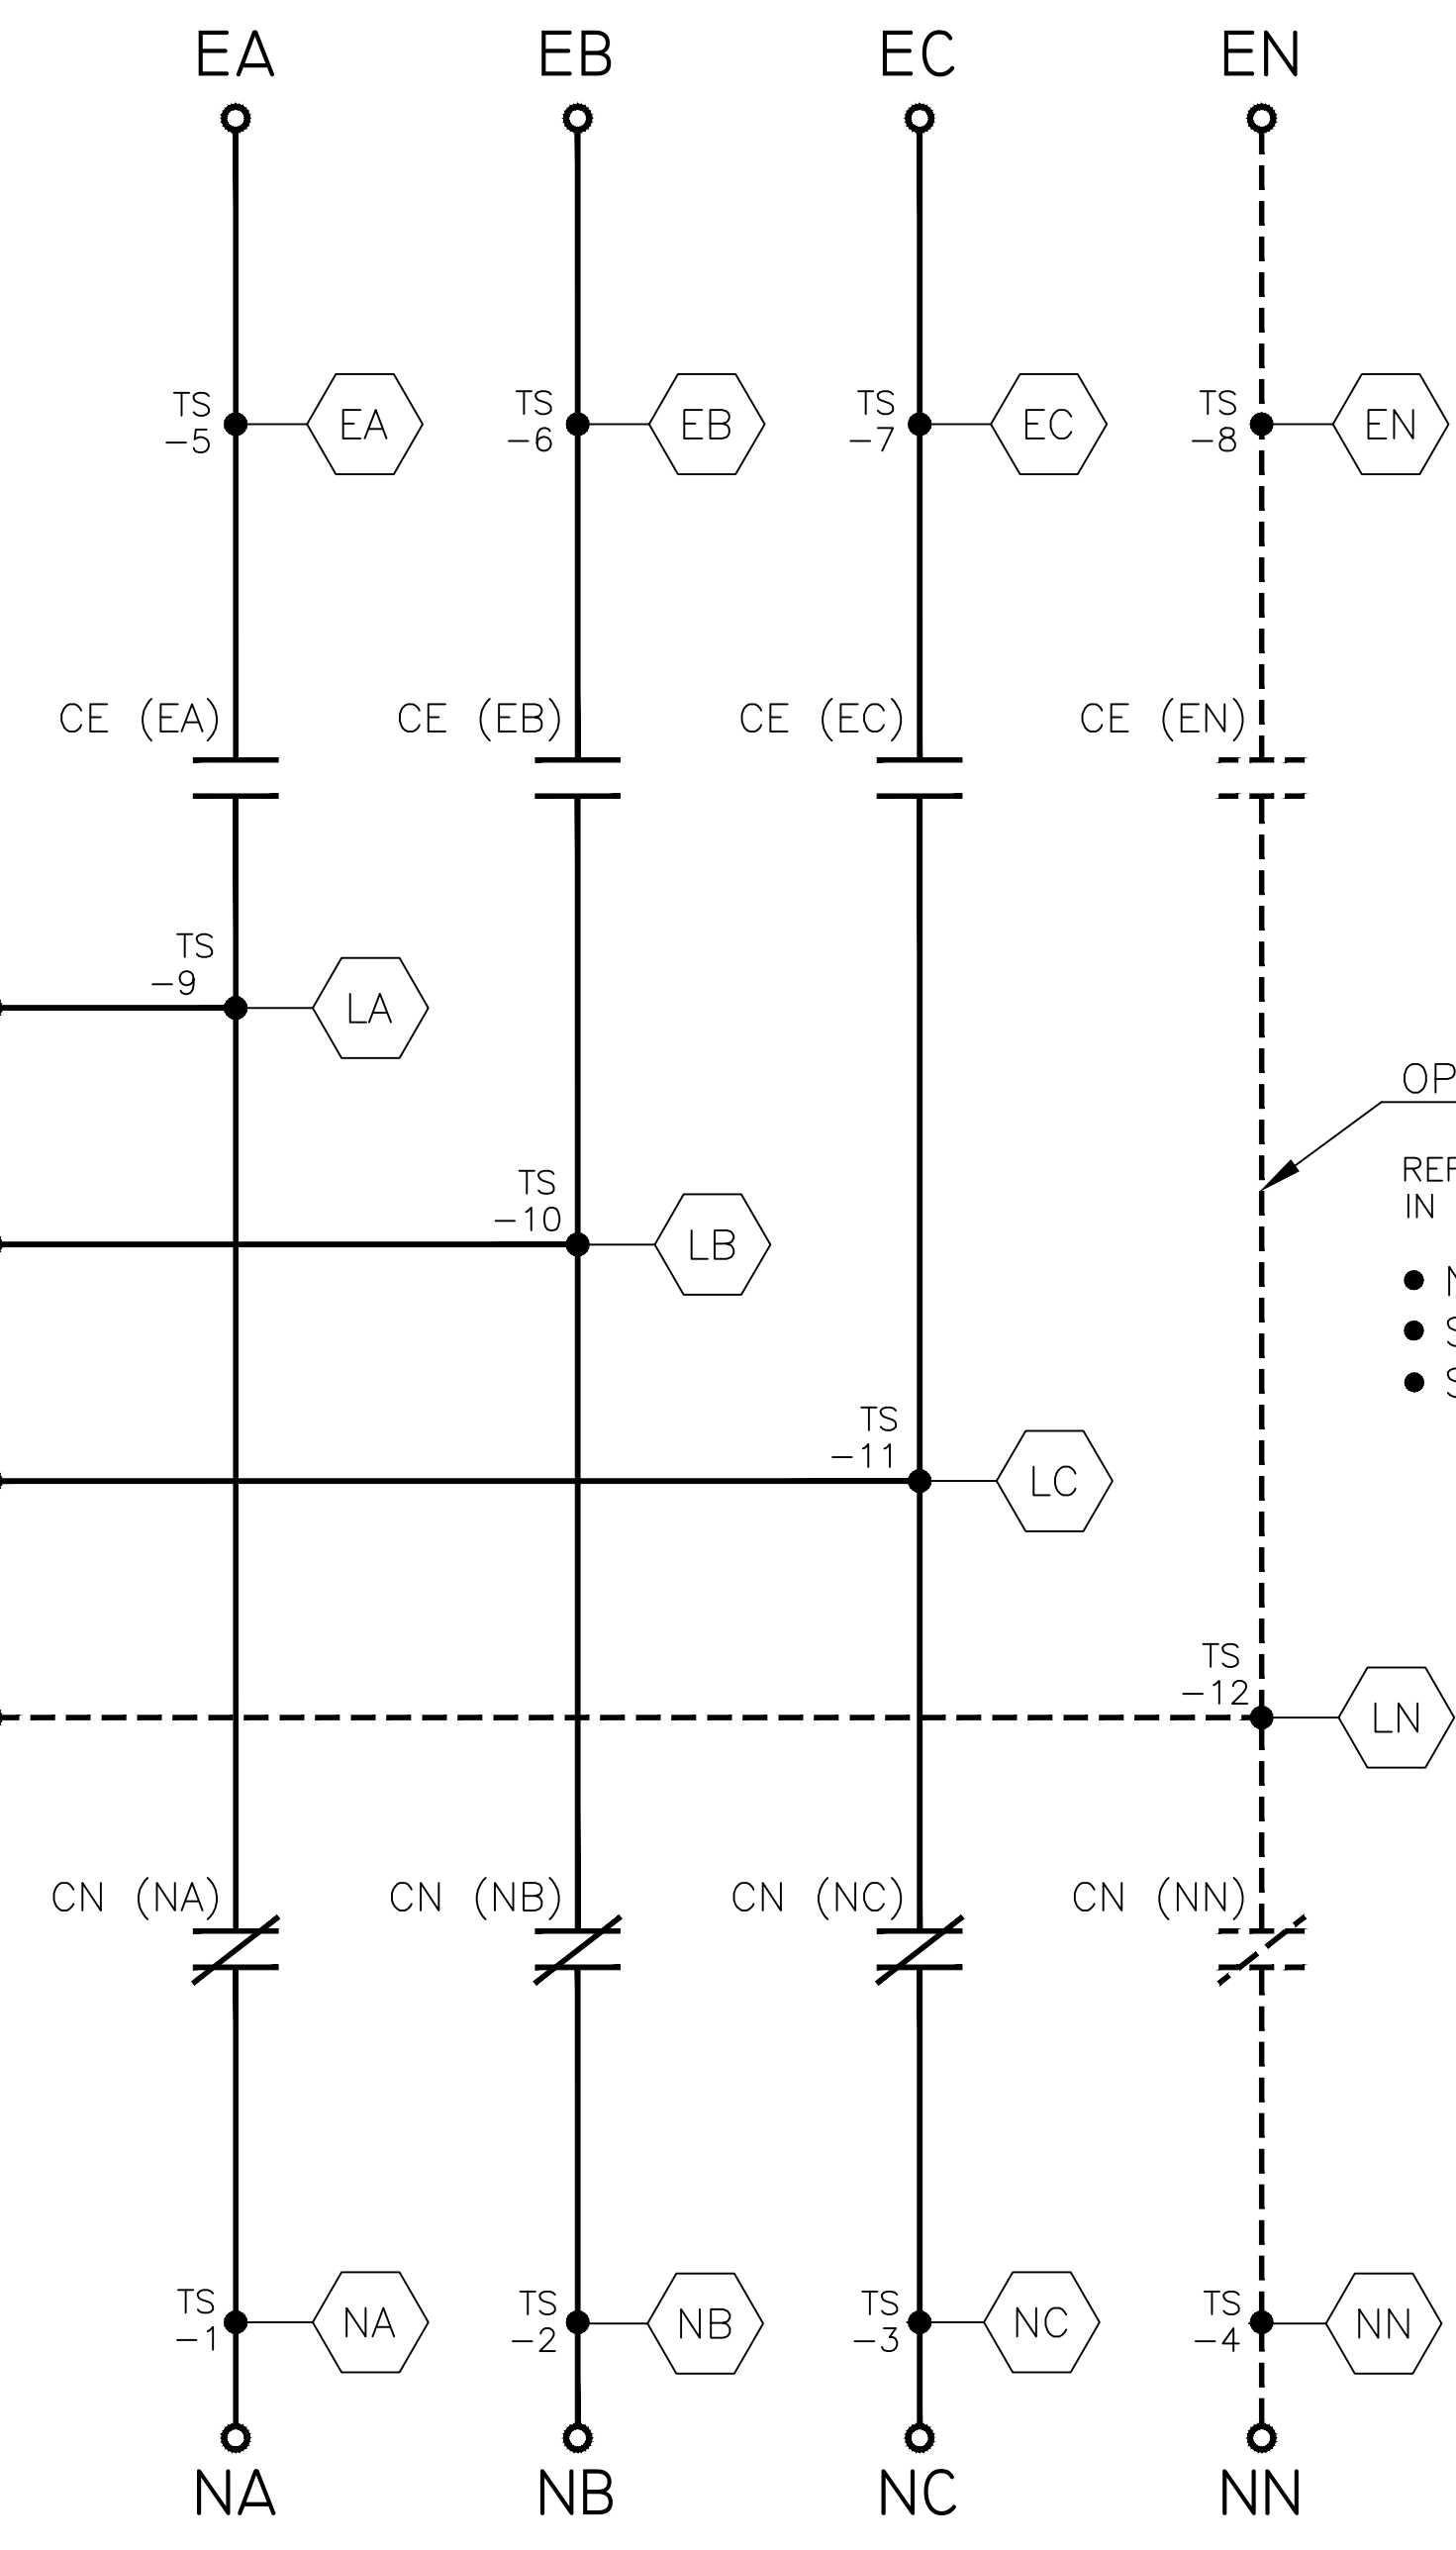 EA EB EC EN
TS TS TS TS
-5 EA -6 EB -7 EC -8 EN
CE (EA) CE (EB) CE (EC) CE (EN)
TS
-9 LA
OP
REF
IN
TS
-10 LB
TS
-11 LC
TS
-12 LN
CN (NA) CN (NB) CN (NC) CN (NN)
TS TS TS TS
-1 NA -2 NB -3 NC -4 NN
NA NB NC NN